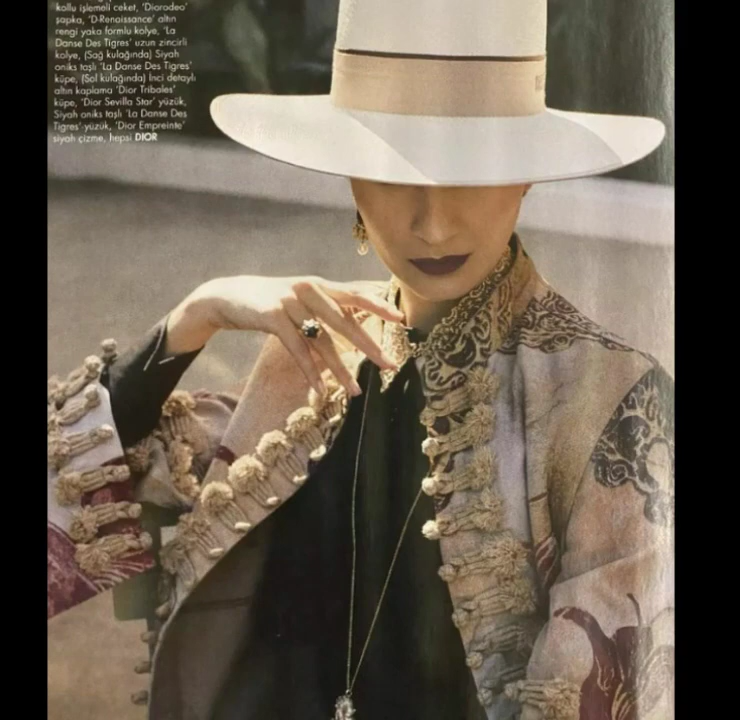 kollu işlemeli ceket, 'Diorodeo'
şapka, 'D-Renaissance' altın
rengi yaka formlu kolye, 'La
Danse Des Tigres' uzun zincirli
kolye, (Sağ kulağında) Siyah
oniks taşlı 'La Danse Des Tigres'
küpe, (Sol kulağında) İnci detaylı
altın kaplama 'Dior Tribales'
küpe, 'Dior Sevilla Star' yüzük,
Siyah oniks taşlı 'La Danse Des
Tigres' yüzük, 'Dior Empreinte'
siyah çizme, hepsi DIOR